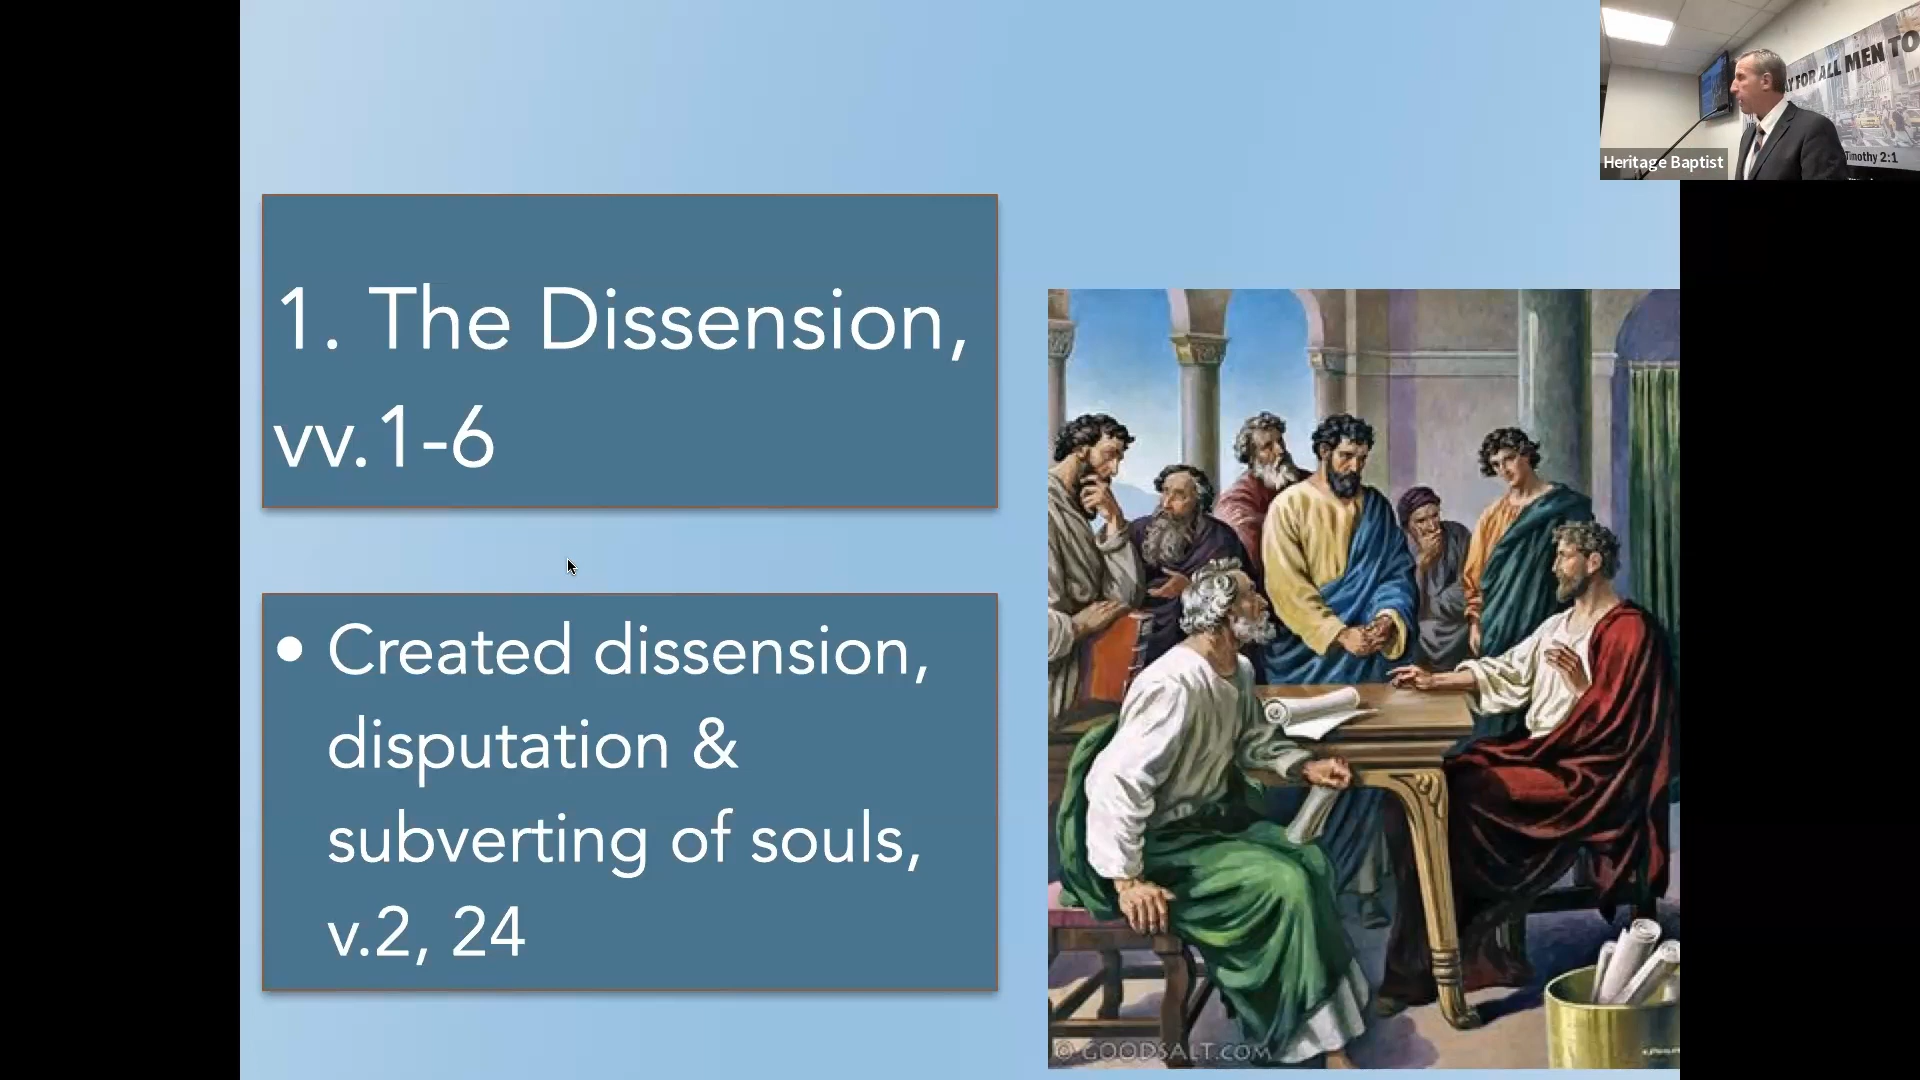 1. The Dissension,
vv.1-6
• Created dissension,
disputation &
subverting of souls,
v.2, 24
© GOODSALT.COM
FOR ALL MEN TO
Timothy 2:1
Heritage Baptist